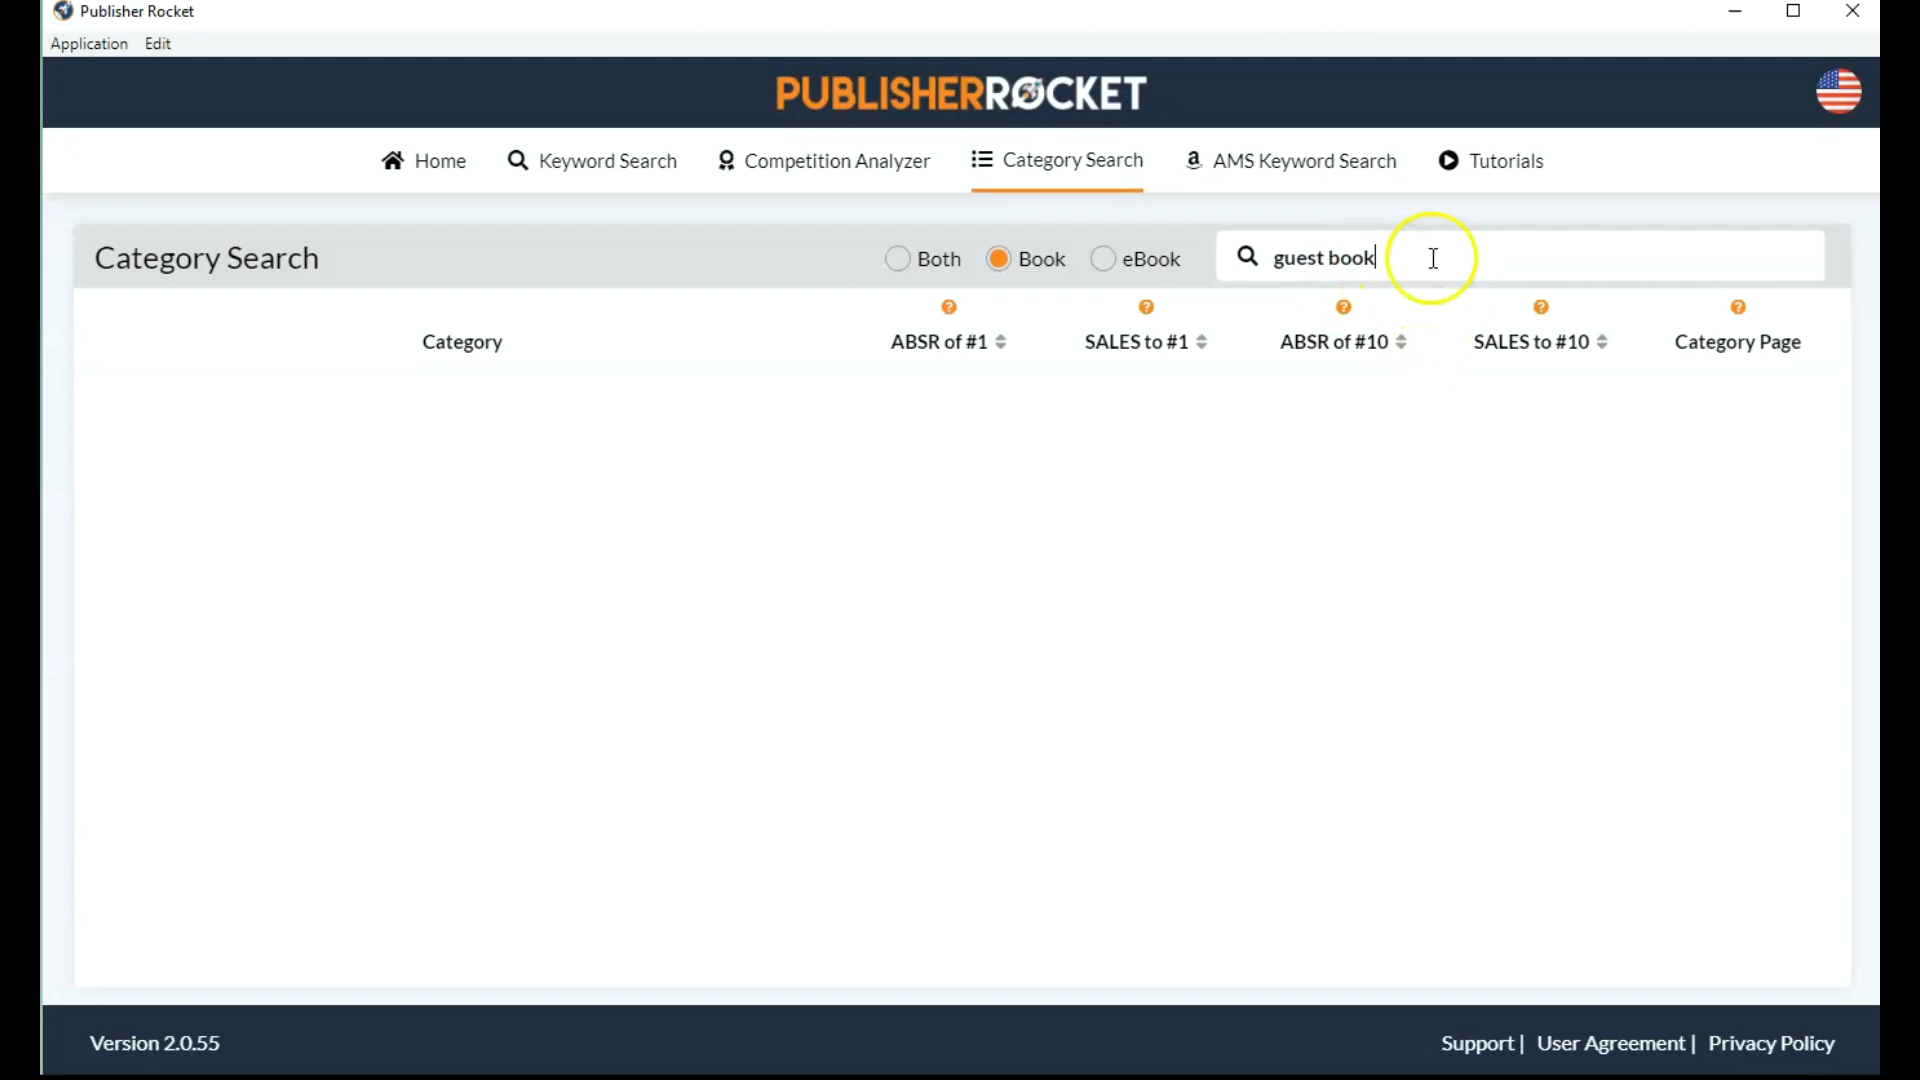 Publisher Rocket
Application Edit
PUBLISHERROCKET
Home Keyword Search Competition Analyzer Category Search AMS Keyword Search Tutorials
Category Search Both Book eBook guest book
? ? ? ? ?
Category ABSR of #1 SALES to #1 ABSR of #10 SALES to #10 Category Page
Version 2.0.55 Support | User Agreement | Privacy Policy